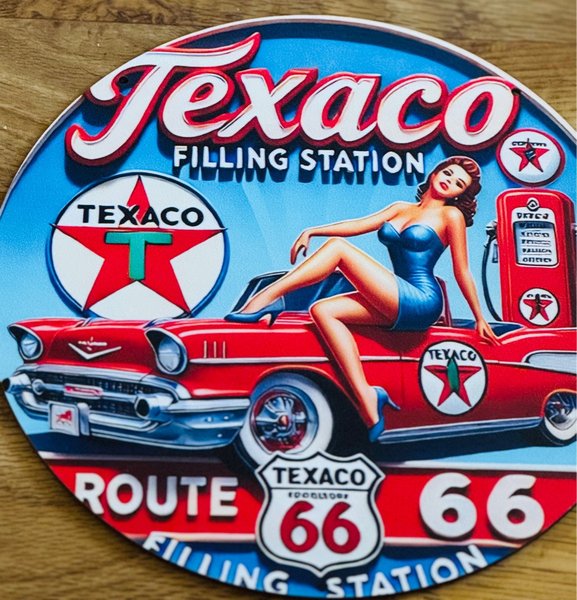 Texaco
FILLING STATION
TEXACO
T
TEXACO
ROUTE
TEXACO
66
66
FILLING STATION